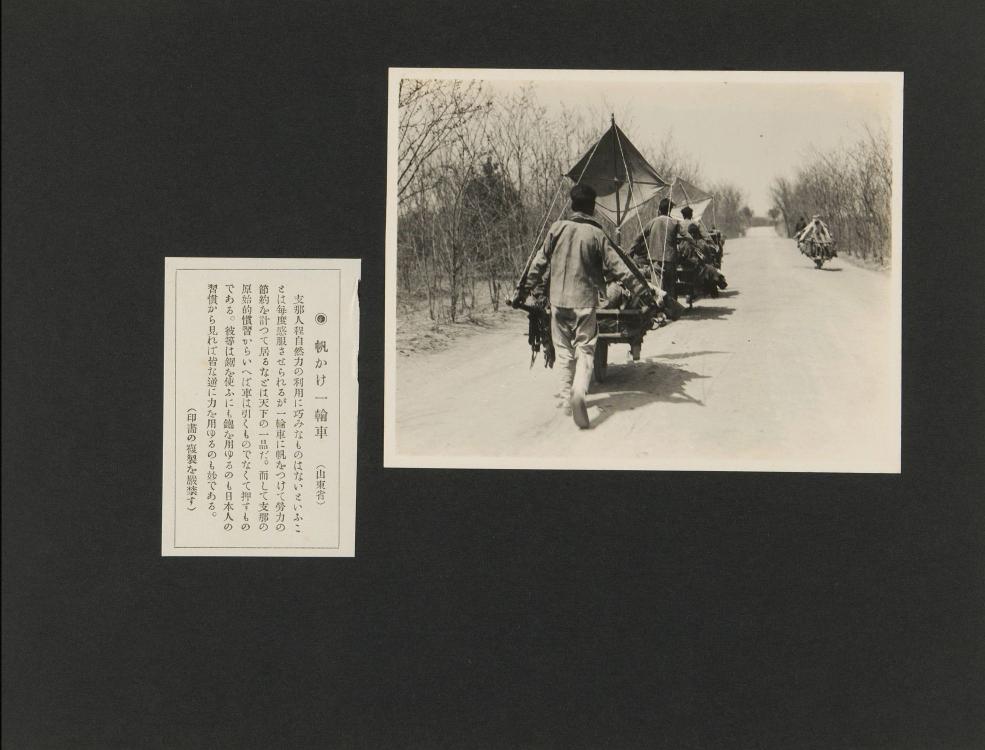 帆かけ一輪車 (山東省)
支那人程自然力の利用に巧みなものはないといふこ
とは每度感服させられるが一輪車に帆をつけて勞力の
節約を計つて居るなどは天下の一品だ。而して支那の
原始的慣習からいへば車は引くものでなくて押すもの
である。彼等は鋸を使ふにも鉋を用ゆるのも日本人の
習慣から見れば皆な逆に力を用ゆるのも妙である。
(印畵の複製を嚴禁す)